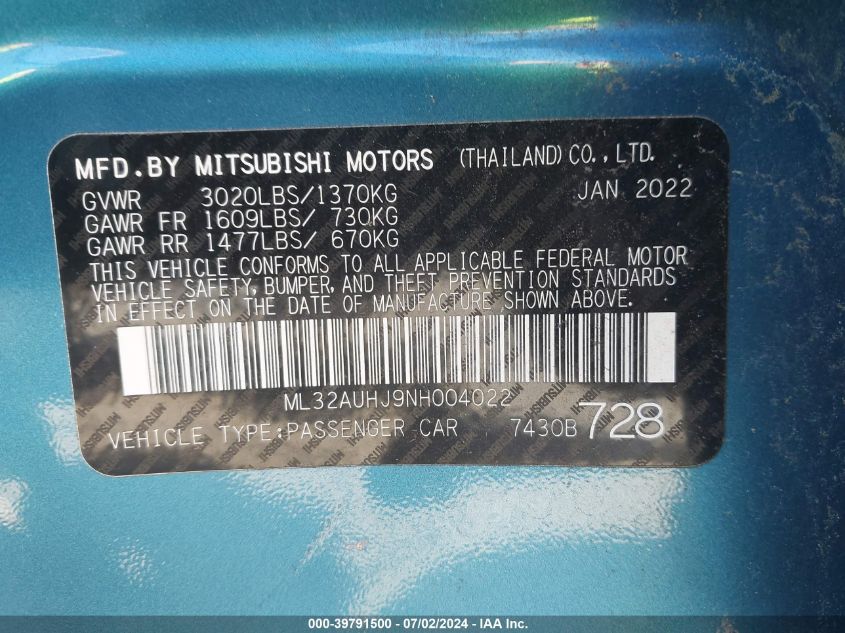 MFD.BY MITSUBISHI MOTORS (THAILAND) CO.,LTD.
GVWR 3020LBS/1370KG JAN 2022
GAWR FR 1609LBS/ 730KG
GAWR RR 1477LBS/ 670KG
THIS VEHICLE CONFORMS TO ALL APPLICABLE FEDERAL MOTOR
VEHICLE SAFETY, BUMPER, AND THEFT PREVENTION STANDARDS
IN EFFECT ON THE DATE OF MANUFACTURE SHOWN ABOVE.
ML32AUHJ9NH004022
VEHICLE TYPE:PASSENGER CAR 7430B 728
000-39791500 - 07/02/2024 - IAA Inc.